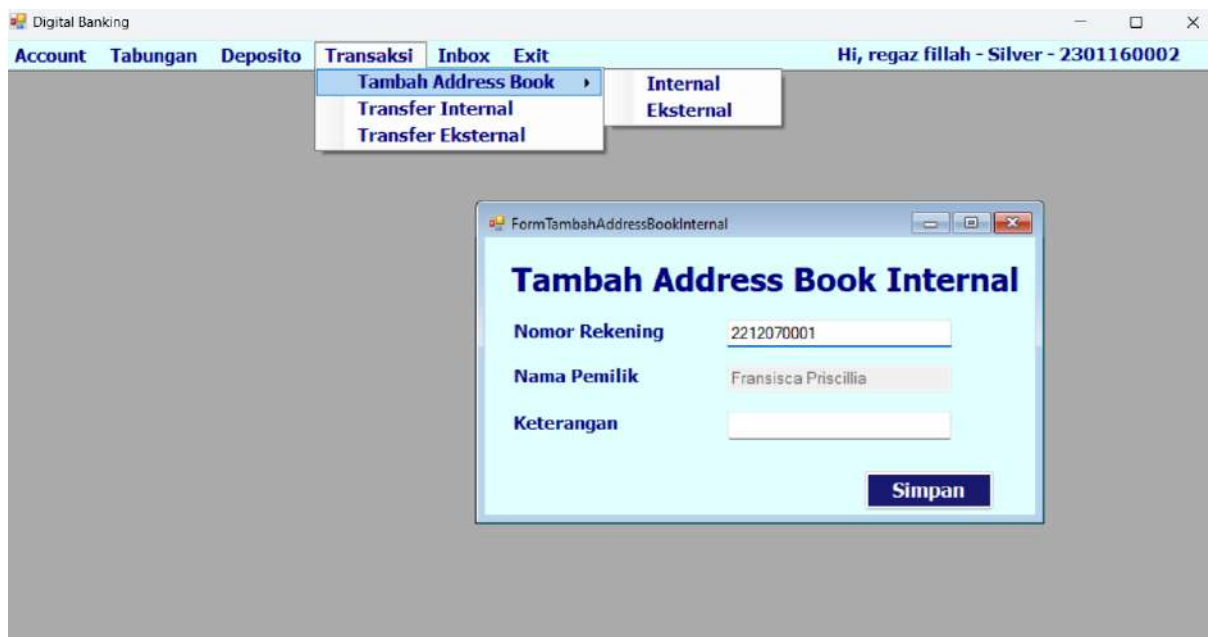 Digital Banking
Account Tabungan Deposito Transaksi Inbox Exit Hi, regaz fillah - Silver - 2301160002
Tambah Address Book Internal
Transfer Internal Eksternal
Transfer Eksternal
FormTambahAddressBookInternal
Tambah Address Book Internal
Nomor Rekening 2212070001
Nama Pemilik Fransisca Priscillia
Keterangan
Simpan